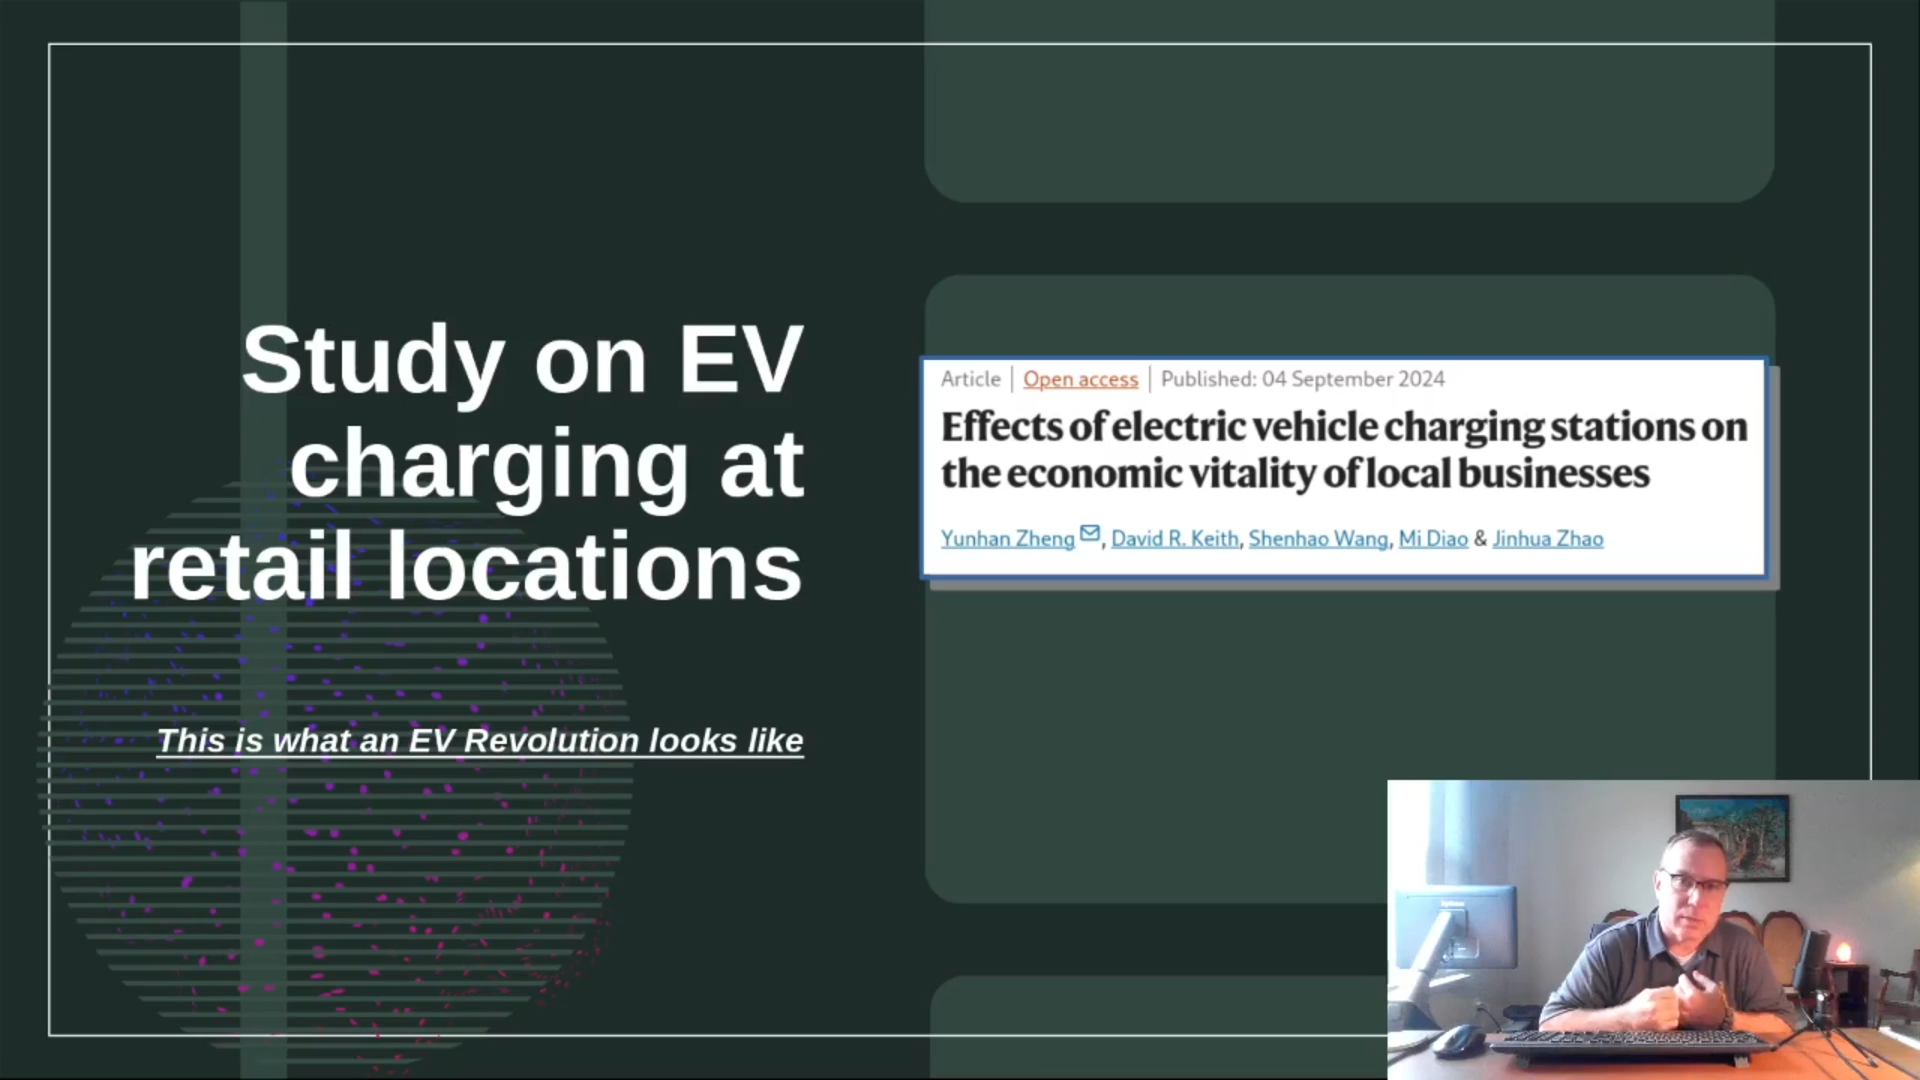 Study on EV
charging at
retail locations
This is what an EV Revolution looks like
Article | Open access | Published: 04 September 2024
Effects of electric vehicle charging stations on
the economic vitality of local businesses
Yunhan Zheng, David R. Keith, Shenhao Wang, Mi Diao & Jinhua Zhao